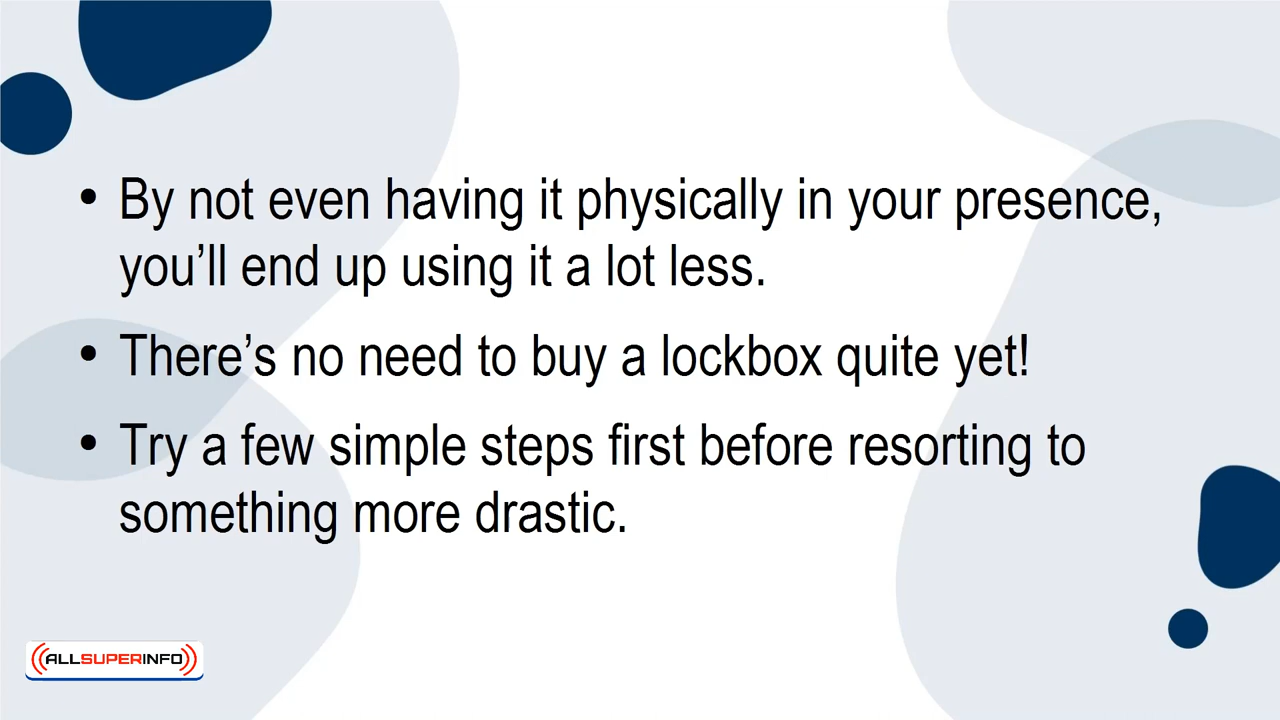 • By not even having it physically in your presence,
you’ll end up using it a lot less.
• There’s no need to buy a lockbox quite yet!
• Try a few simple steps first before resorting to
something more drastic.
ALLSUPERINFO